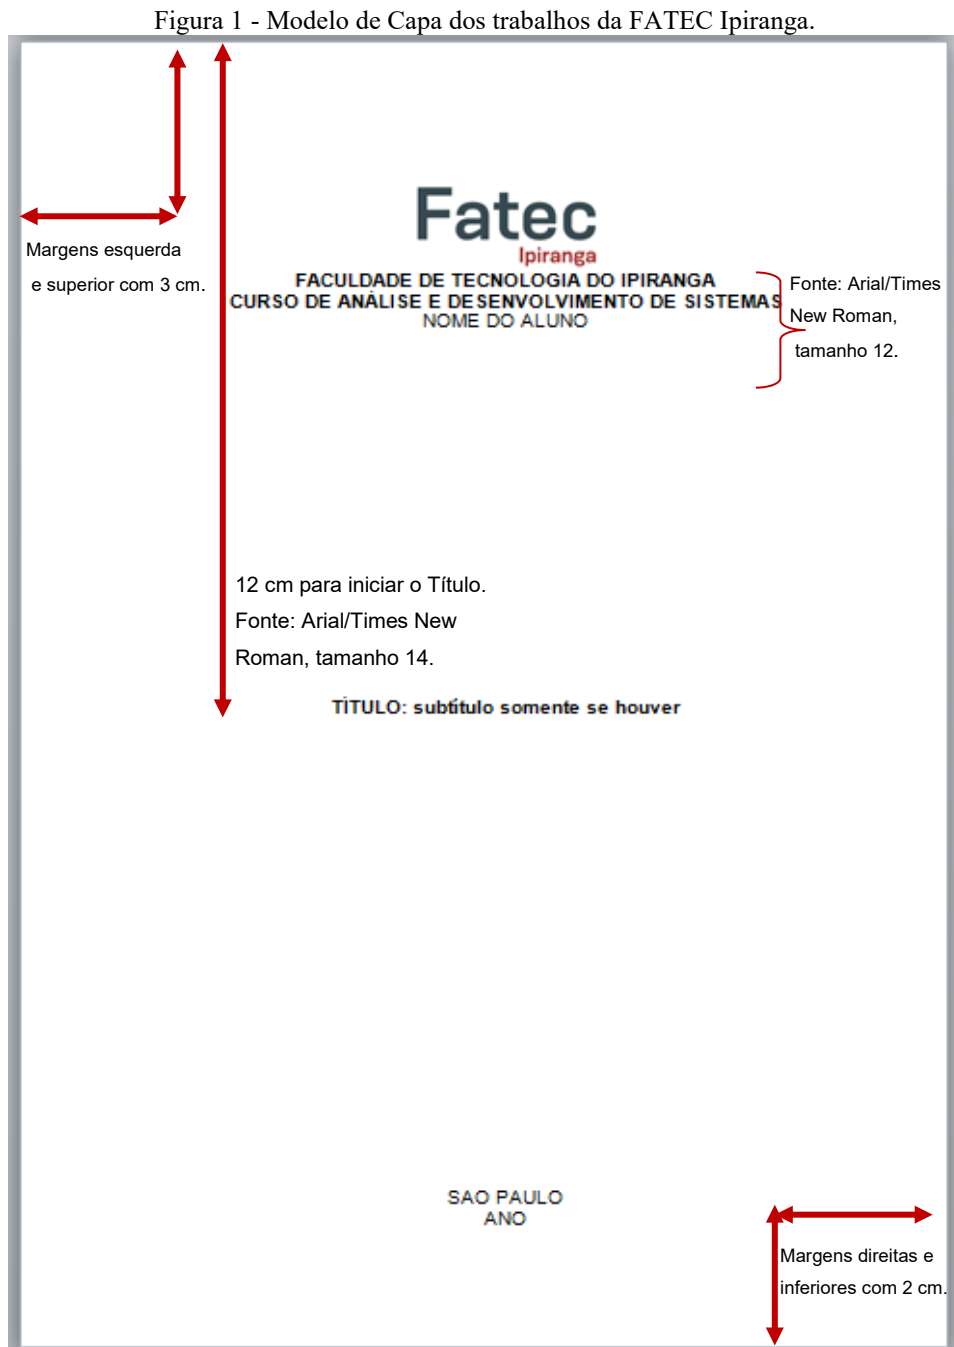 Figura 1 - Modelo de Capa dos trabalhos da FATEC Ipiranga.
Fatec
Ipiranga
Margens esquerda
e superior com 3 cm.
FACULDADE DE TECNOLOGIA DO IPIRANGA
CURSO DE ANÁLISE E DESENVOLVIMENTO DE SISTEMAS
NOME DO ALUNO
Fonte: Arial/Times
New Roman,
tamanho 12.
12 cm para iniciar o Título.
Fonte: Arial/Times New
Roman, tamanho 14.
TÍTULO: subtítulo somente se houver
SAO PAULO
ANO
Margens direitas e
inferiores com 2 cm.